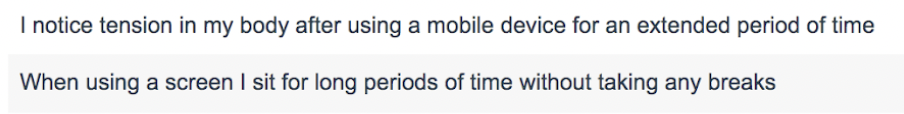 I notice tension in my body after using a mobile device for an extended period of time
When using a screen I sit for long periods of time without taking any breaks